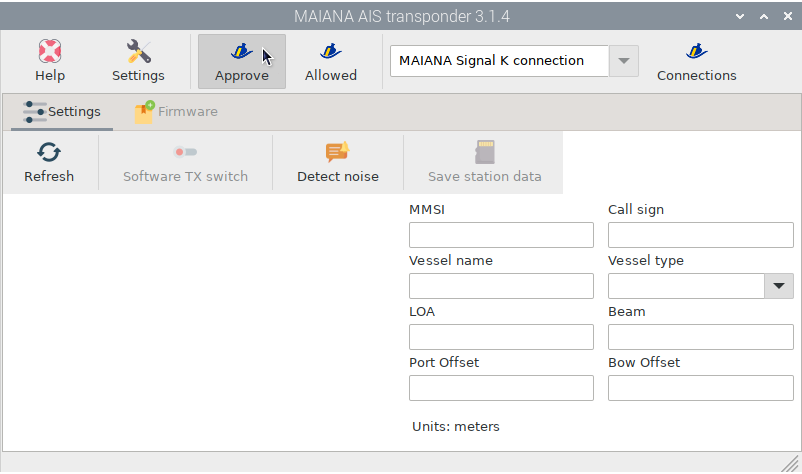 MAIANA AIS transponder 3.1.4
Help Settings Approve Allowed MAIANA Signal K connection Connections
Settings Firmware
Refresh Software TX switch Detect noise Save station data
MMSI Call sign
Vessel name Vessel type
LOA Beam
Port Offset Bow Offset
Units: meters